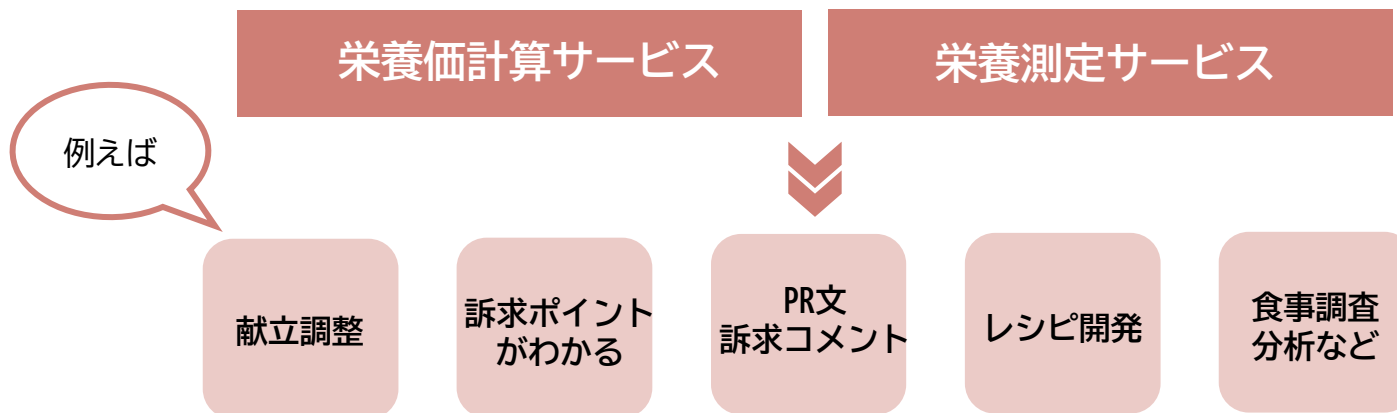 栄養価計算サービス
栄養測定サービス
例えば
献立調整
訴求ポイント
がわかる
PR文
訴求コメント
レシピ開発
食事調査
分析など